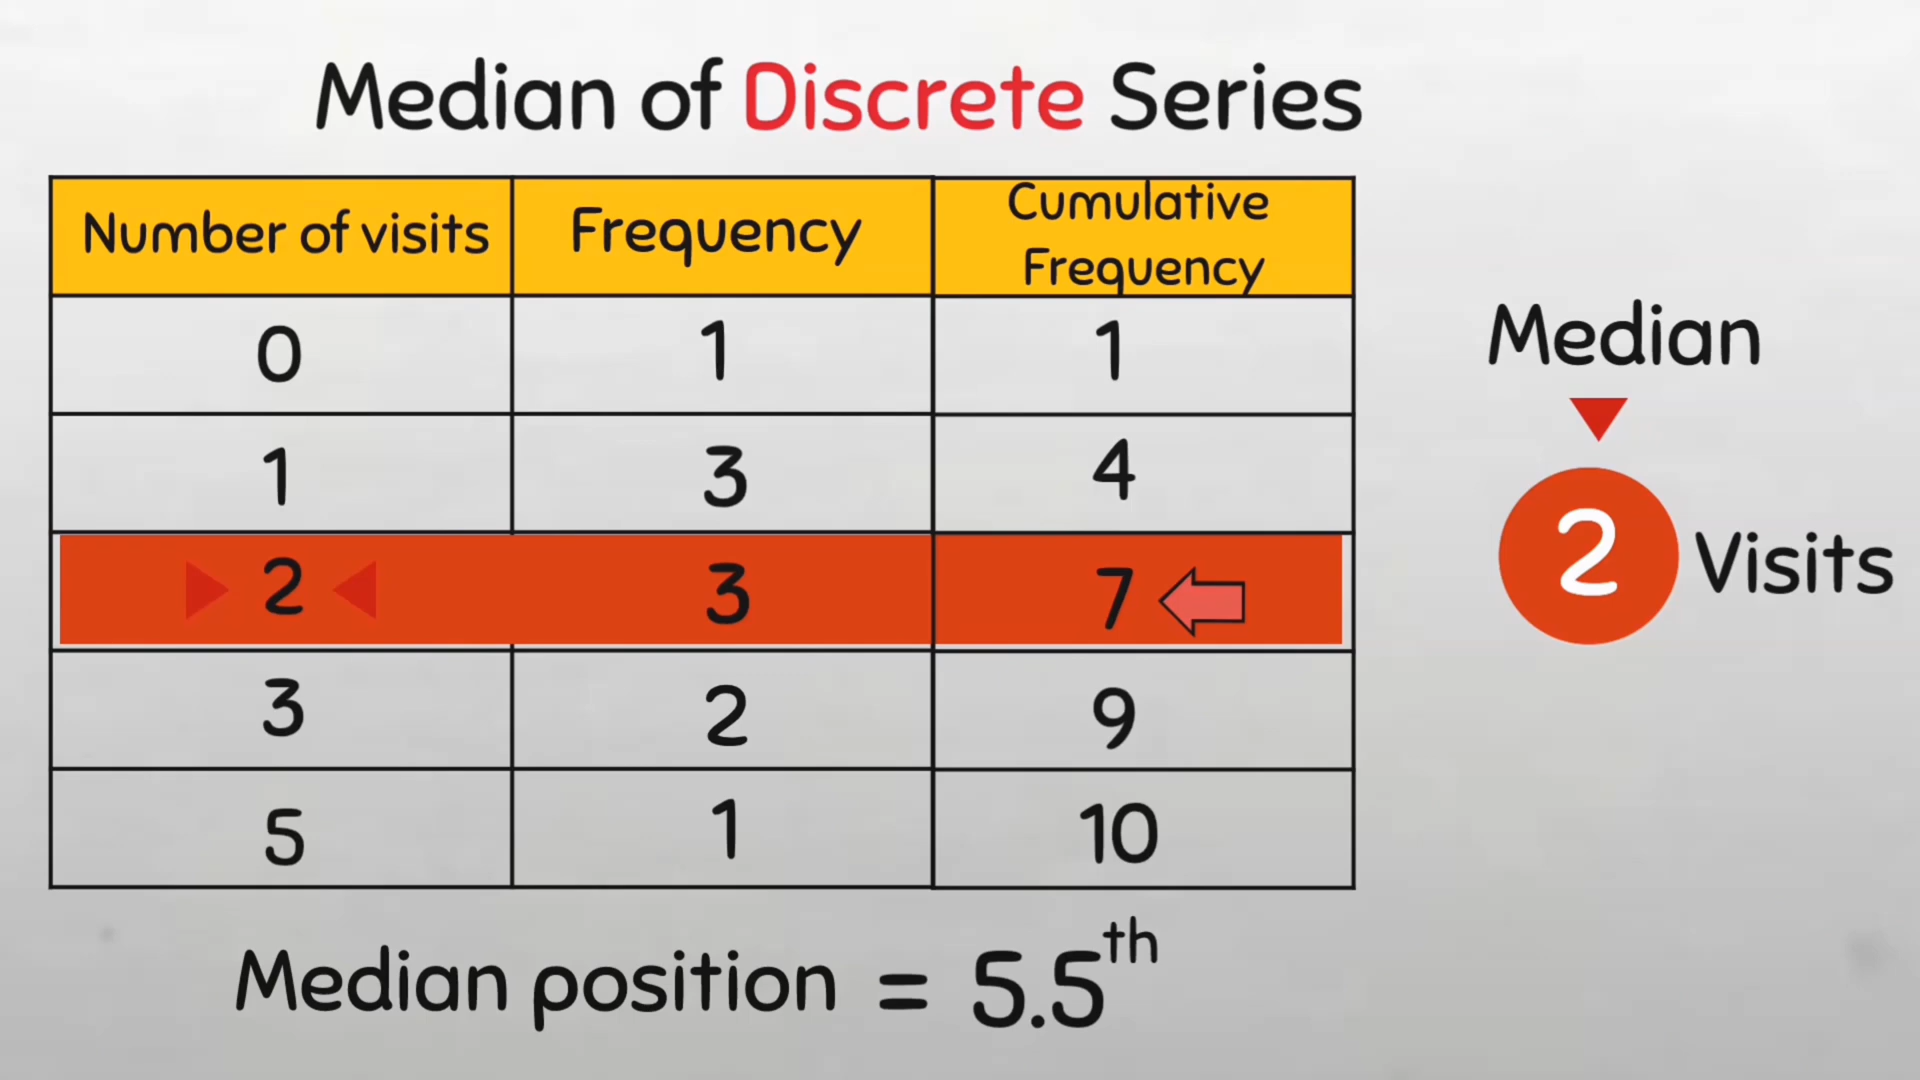 Median of Discrete Series
Number of visits Frequency Cumulative Frequency
0 1 1
1 3 4
2 3 7
3 2 9
5 1 10
Median
2 Visits
Median position = 5.5th